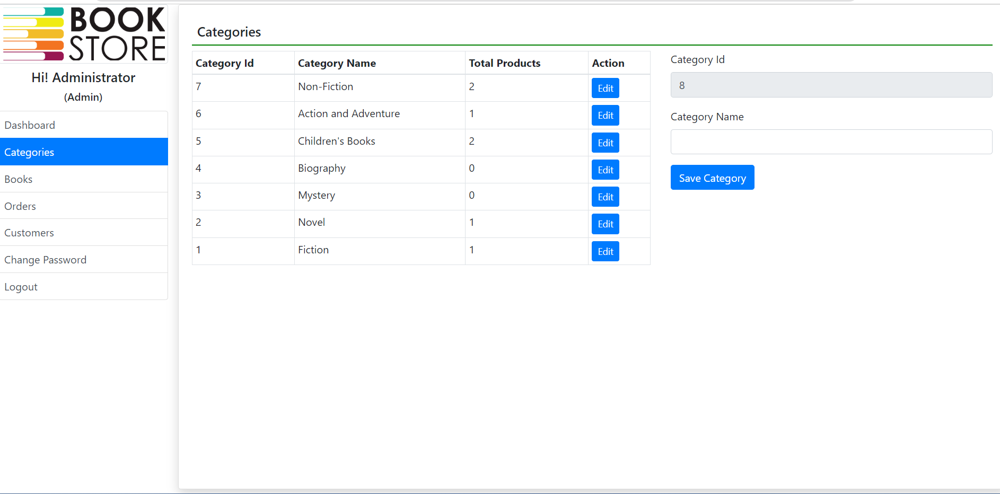 BOOK
STORE
Hi! Administrator
(Admin)
Dashboard
Categories
Books
Orders
Customers
Change Password
Logout
Categories
Category Id Category Name Total Products Action
7 Non-Fiction 2 Edit
6 Action and Adventure 1 Edit
5 Children's Books 2 Edit
4 Biography 0 Edit
3 Mystery 0 Edit
2 Novel 1 Edit
1 Fiction 1 Edit
Category Id
8
Category Name
Save Category